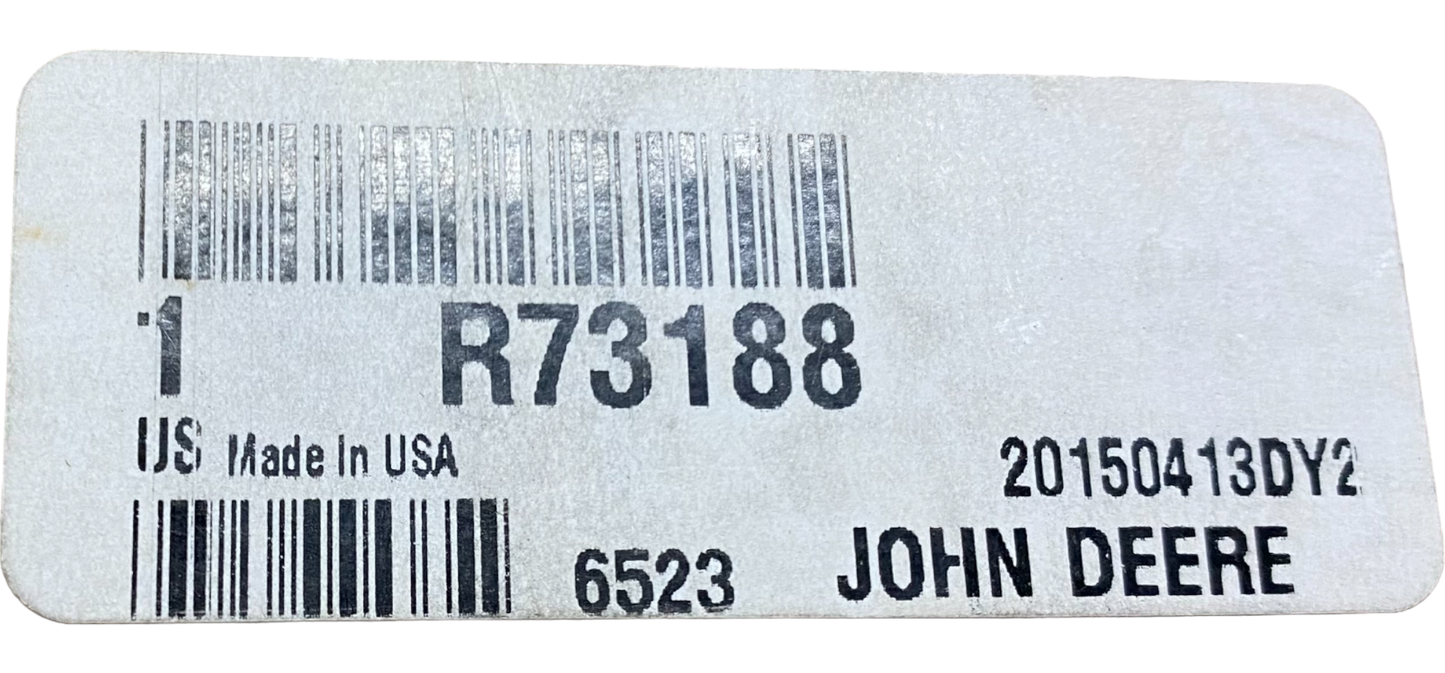 1 R73188
US Made In USA
20150413DY2
6523 JOHN DEERE